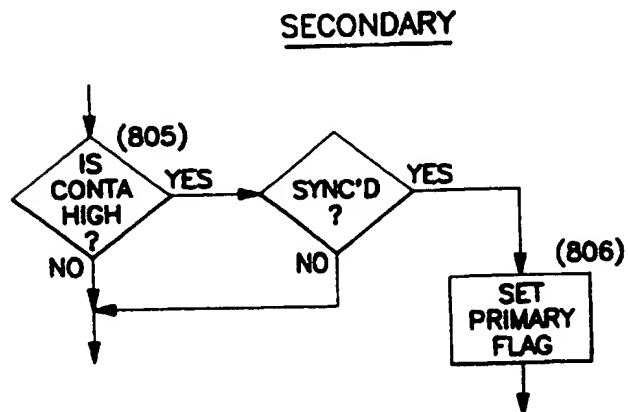 SECONDARY
(805)
IS
CONTA
HIGH
?
YES
NO
SYNC'D
?
YES
NO
(806)
SET
PRIMARY
FLAG